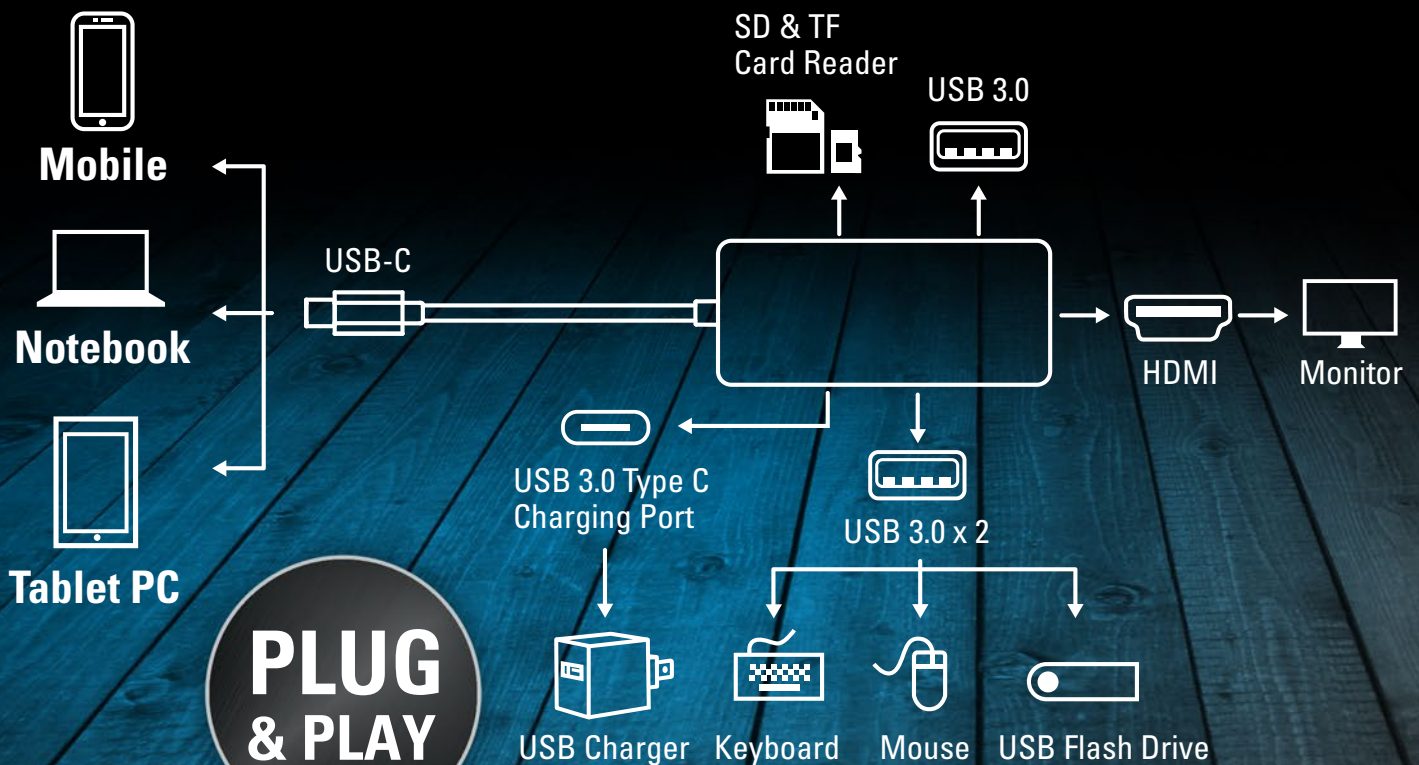 SD & TF
Card Reader
USB 3.0
Mobile
USB-C
Notebook
HDMI
Monitor
USB 3.0 Type C
Charging Port
USB 3.0 x 2
Tablet PC
PLUG
& PLAY
USB Charger
Keyboard
Mouse
USB Flash Drive